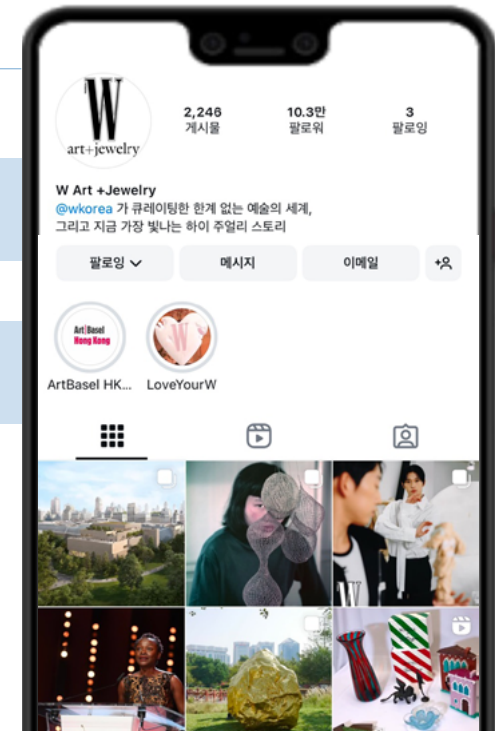 W
art+jewelry
2,246 10.3만 3
게시물 팔로워 팔로잉
W Art +Jewelry
@wkorea 가 큐레이팅한 한계 없는 예술의 세계,
그리고 지금 가장 빛나는 하이 주얼리 스토리
팔로잉 메시지 이메일
Art|Basel
Hong Kong
W
ArtBasel HK... LoveYourW
W